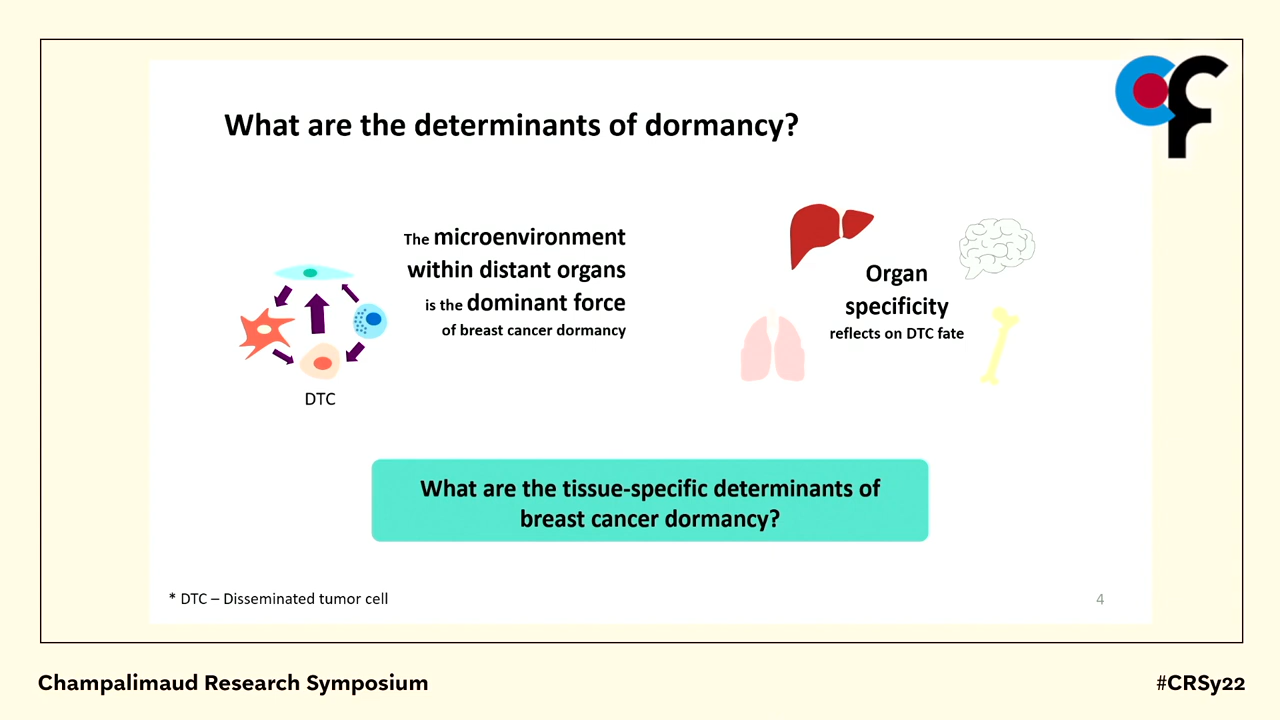 What are the determinants of dormancy?
The microenvironment
within distant organs
is the dominant force
of breast cancer dormancy
DTC
Organ
specificity
reflects on DTC fate
What are the tissue-specific determinants of
breast cancer dormancy?
* DTC – Disseminated tumor cell
4
Champalimaud Research Symposium
#CRSy22